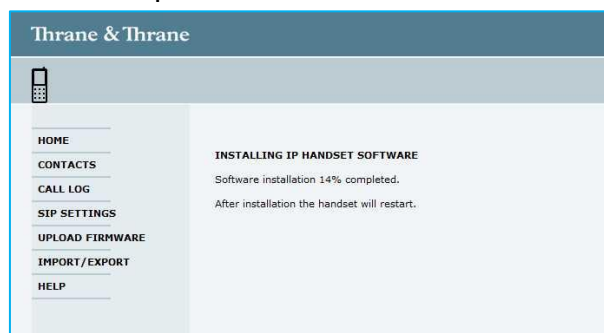 Thrane & Thrane
HOME
CONTACTS
CALL LOG
SIP SETTINGS
UPLOAD FIRMWARE
IMPORT/EXPORT
HELP
INSTALLING IP HANDSET SOFTWARE
Software installation 14% completed.
After installation the handset will restart.